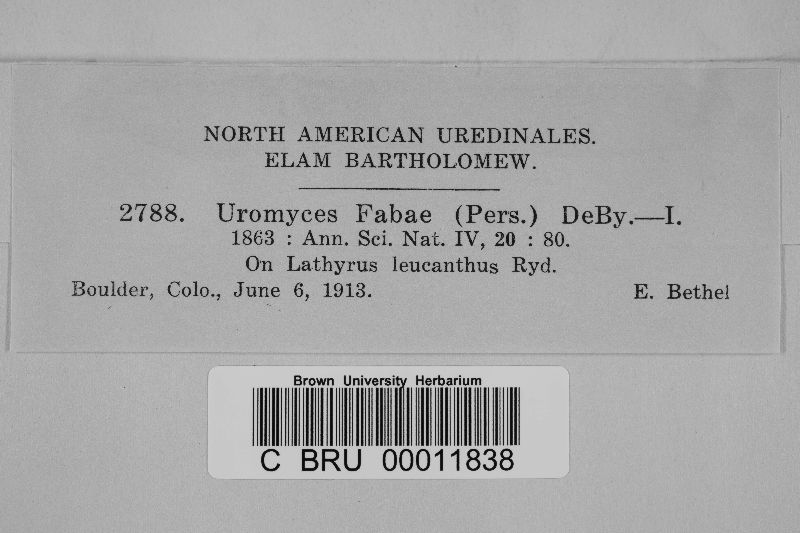 NORTH AMERICAN UREDINALES.
ELAM BARTHOLOMEW.
2788. Uromyces Fabae (Pers.) DeBy.—I.
1863 : Ann. Sci. Nat. IV, 20 : 80.
On Lathyrus leucanthus Ryd.
Boulder, Colo., June 6, 1913. E. Bethel
Brown University Herbarium
C BRU 00011838